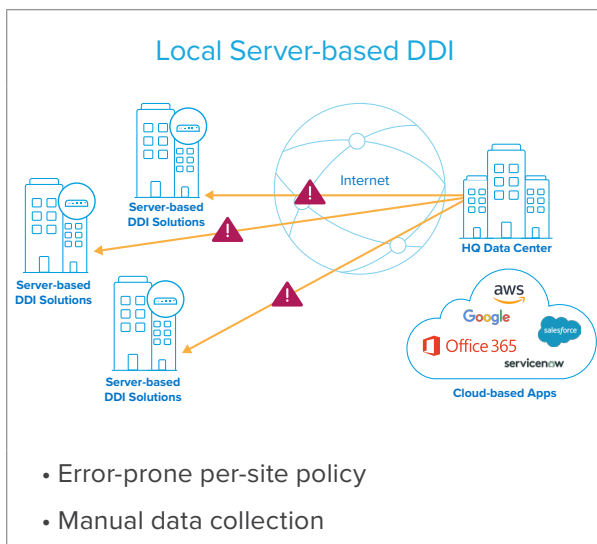 Local Server-based DDI
Internet
Server-based
DDI Solutions
HQ Data Center
Server-based
DDI Solutions
aws
Google
salesforce
Office 365
servicenow
Server-based
DDI Solutions
Cloud-based Apps
• Error-prone per-site policy
• Manual data collection